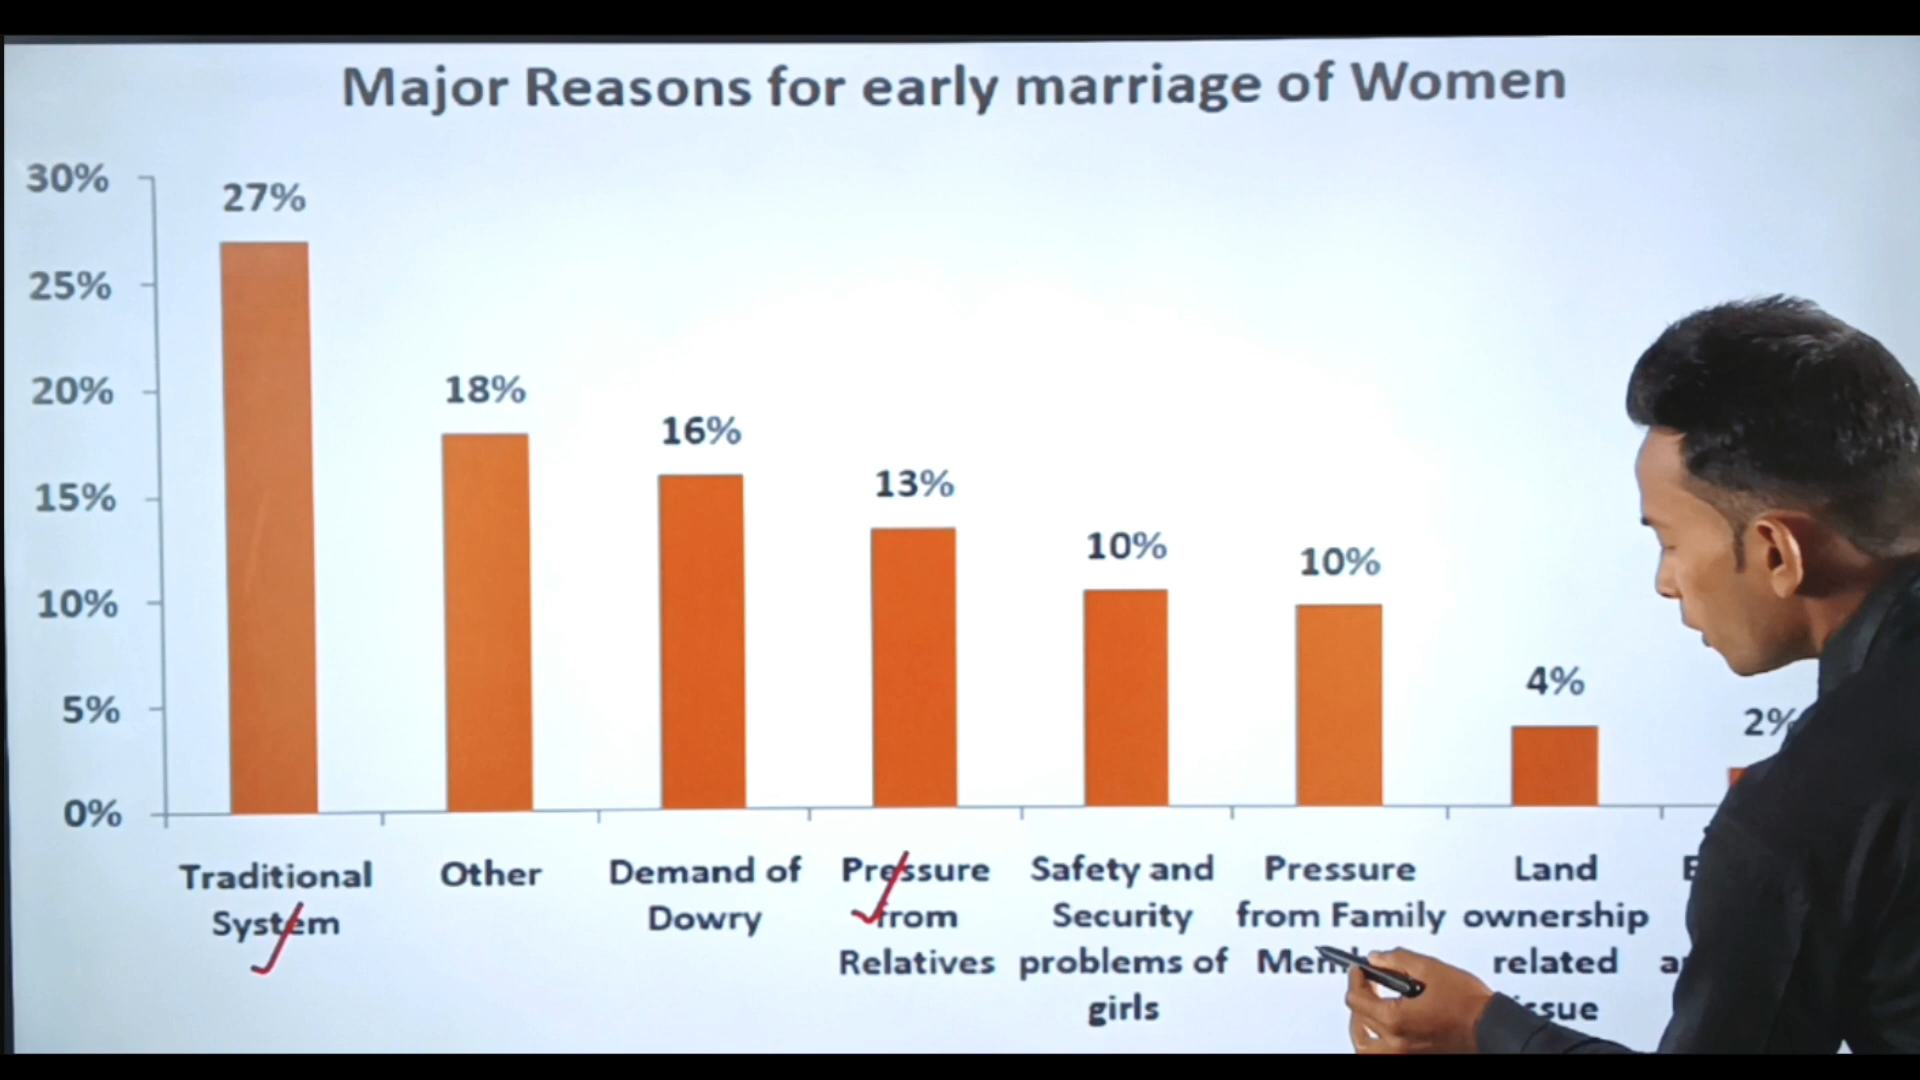 Major Reasons for early marriage of Women
30%
25%
20%
15%
10%
5%
0%
27%
18%
16%
13%
10%
10%
4%
2%
Traditional
System
Other
Demand of
Dowry
Pressure
from
Relatives
Safety and
Security
problems of
girls
Pressure
from Family
Land
ownership
related